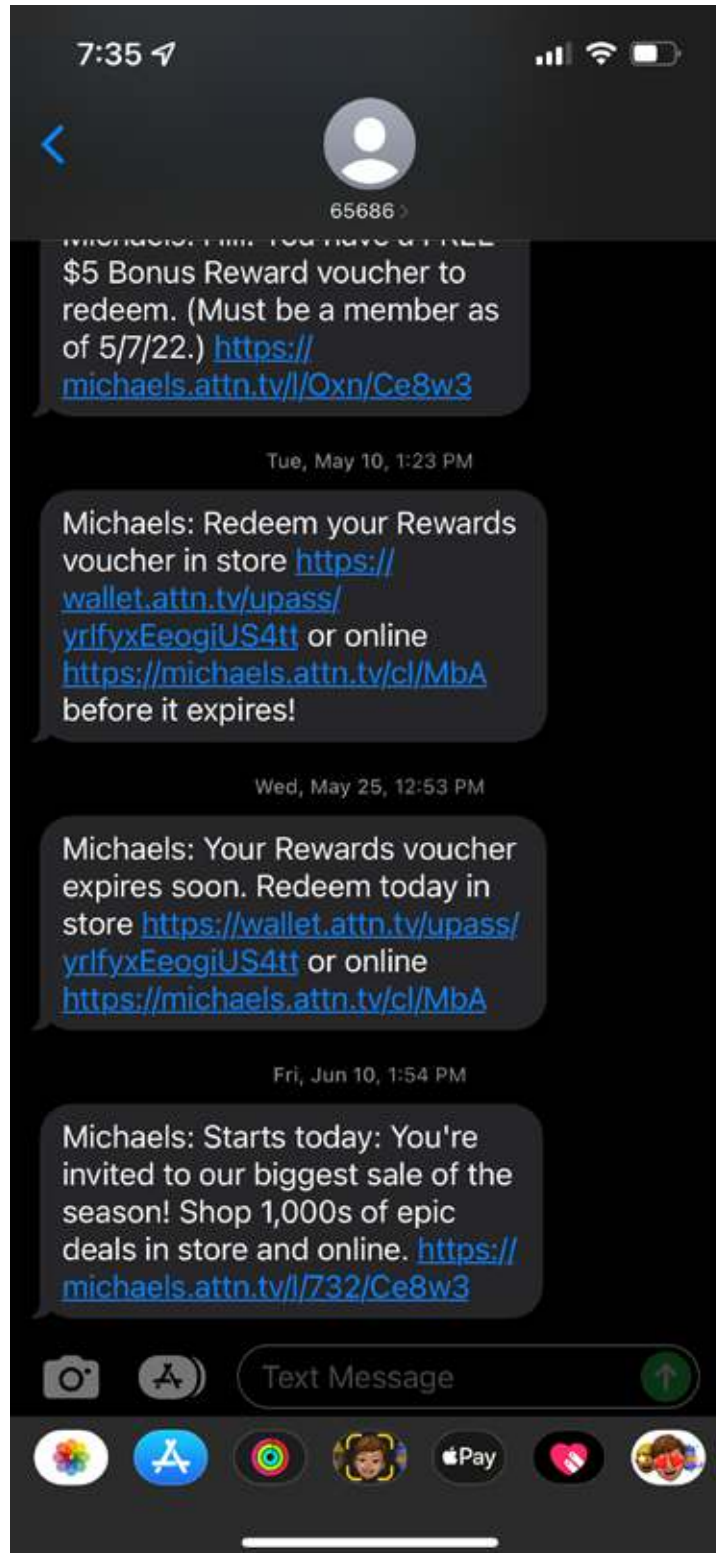 7:35
65686
$5 Bonus Reward voucher to
redeem. (Must be a member as
of 5/7/22.) https://
michaels.attn.tv/l/Oxn/Ce8w3
Tue, May 10, 1:23 PM
Michaels: Redeem your Rewards
voucher in store https://
wallet.attn.tv/upass/
yrlfyxEeogiUS4tt or online
https://michaels.attn.tv/cl/MbA
before it expires!
Wed, May 25, 12:53 PM
Michaels: Your Rewards voucher
expires soon. Redeem today in
store https://wallet.attn.tv/upass/
yrlfyxEeogiUS4tt or online
https://michaels.attn.tv/cl/MbA
Fri, Jun 10, 1:54 PM
Michaels: Starts today: You're
invited to our biggest sale of the
season! Shop 1,000s of epic
deals in store and online. https://
michaels.attn.tv/l/732/Ce8w3
Text Message
Pay